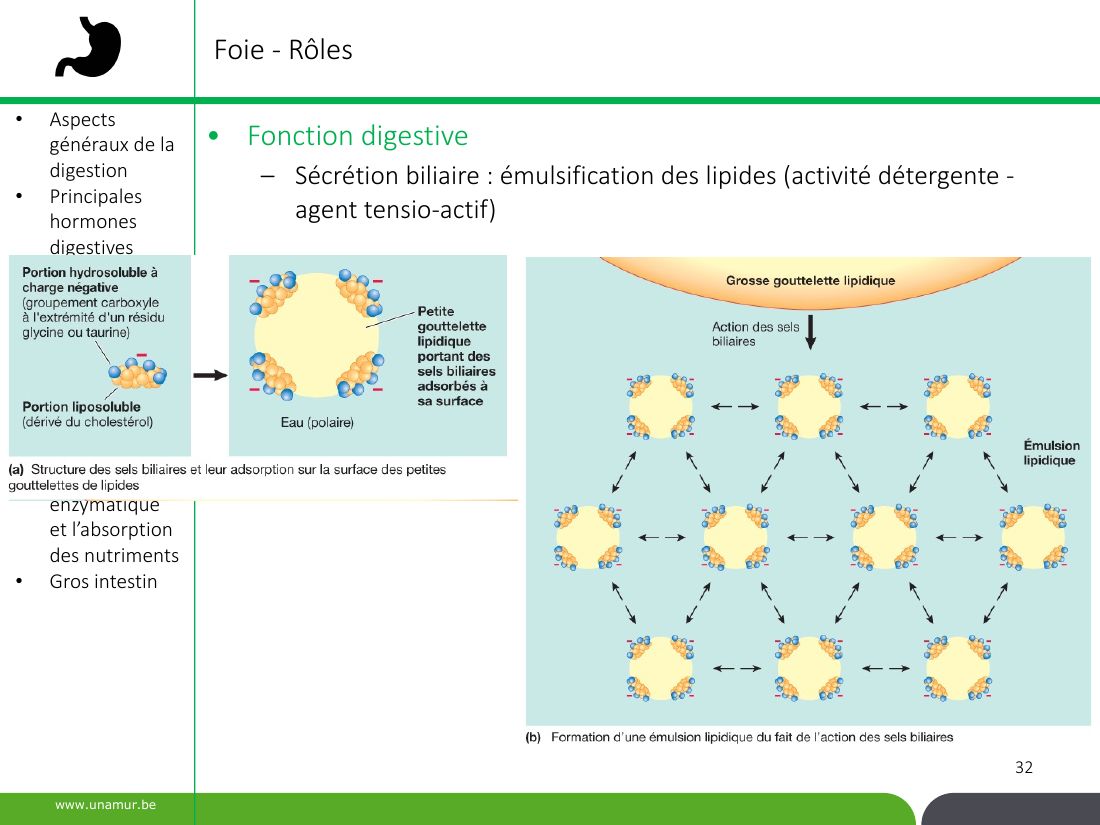 Foie - Rôles
• Aspects
généraux de la
digestion
• Principales
hormones
digestives
enzymatique
et l’absorption
des nutriments
• Gros intestin
• Fonction digestive
– Sécrétion biliaire : émulsification des lipides (activité détergente -
agent tensio-actif)
Portion hydrosoluble à
charge négative
(groupement carboxyle
à l'extrémité d'un résidu
glycine ou taurine)
Portion liposoluble
(dérivé du cholestérol)
Petite
gouttelette
lipidique
portant des
sels biliaires
adsorbés à
sa surface
Eau (polaire)
(a) Structure des sels biliaires et leur adsorption sur la surface des petites
gouttelettes de lipides
Grosse gouttelette lipidique
Action des sels
biliaires
Émulsion
lipidique
(b) Formation d’une émulsion lipidique du fait de l’action des sels biliaires
32
www.unamur.be